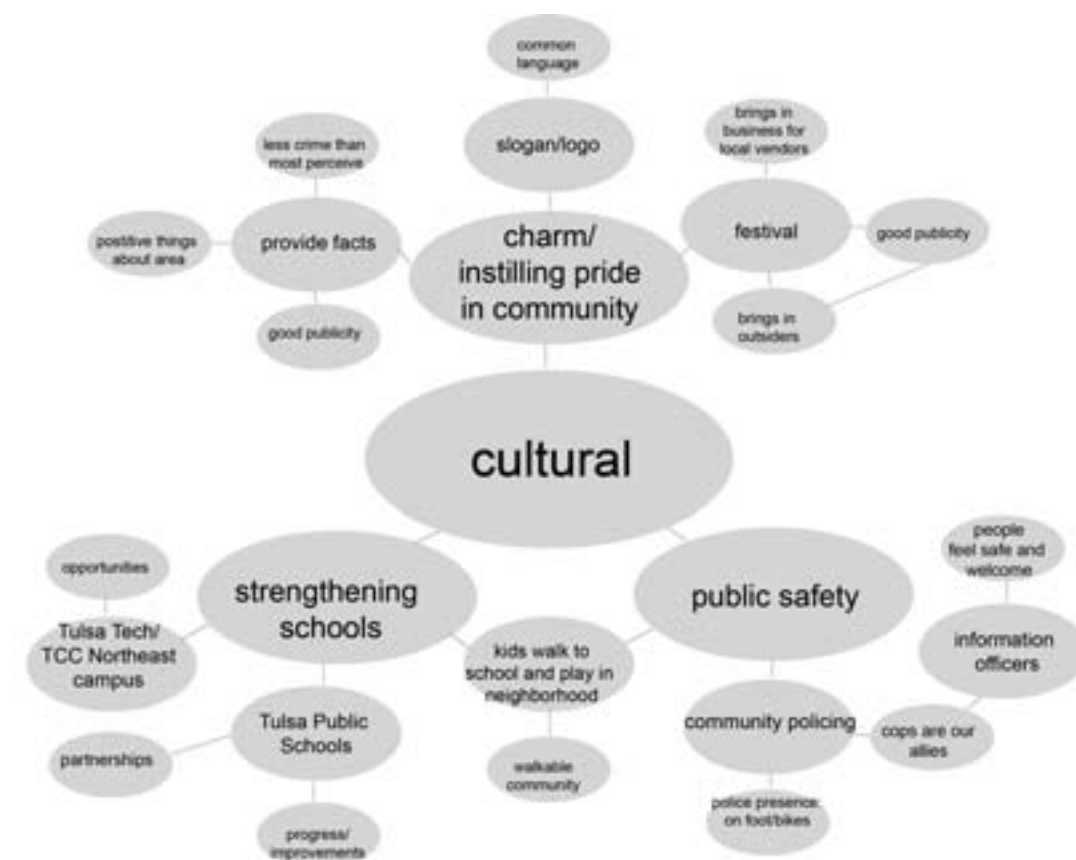 common
language
slogan/logo
brings in
business for
local vendors
less crime than
most perceive
provide facts
charm/
instilling pride
in community
festival
good publicity
postitive things
about area
good publicity
brings in
outsiders
cultural
people
feel safe and
welcome
opportunities
strengthening
schools
public safety
Tulsa Tech/
TCC Northeast
campus
kids walk to
school and play in
neighborhood
information
officers
Tulsa Public
Schools
community policing
cops are our
allies
partnerships
walkable
community
police presence
on foot/bikes
progress/
improvements